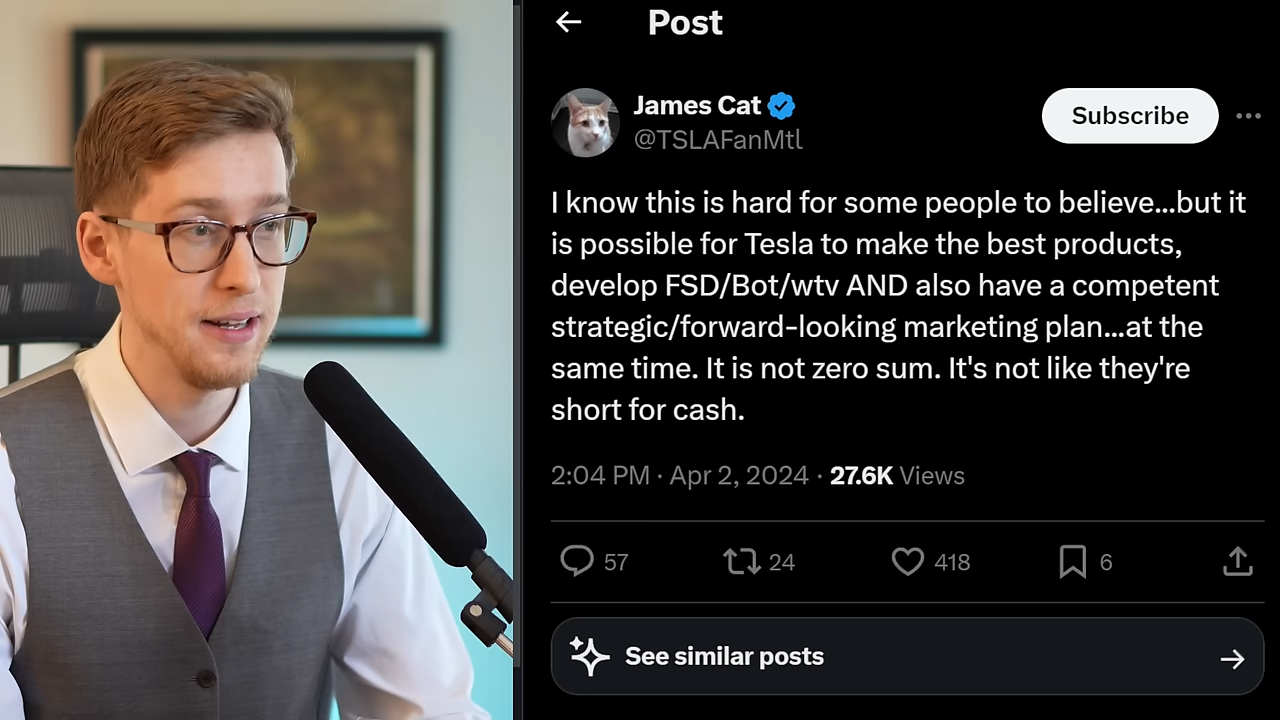 Post
James Cat
@TSLAFanMtl
Subscribe
I know this is hard for some people to believe...but it
is possible for Tesla to make the best products,
develop FSD/Bot/wtv AND also have a competent
strategic/forward-looking marketing plan...at the
same time. It is not zero sum. It's not like they're
short for cash.
2:04 PM · Apr 2, 2024 · 27.6K Views
57 24 418 6
See similar posts